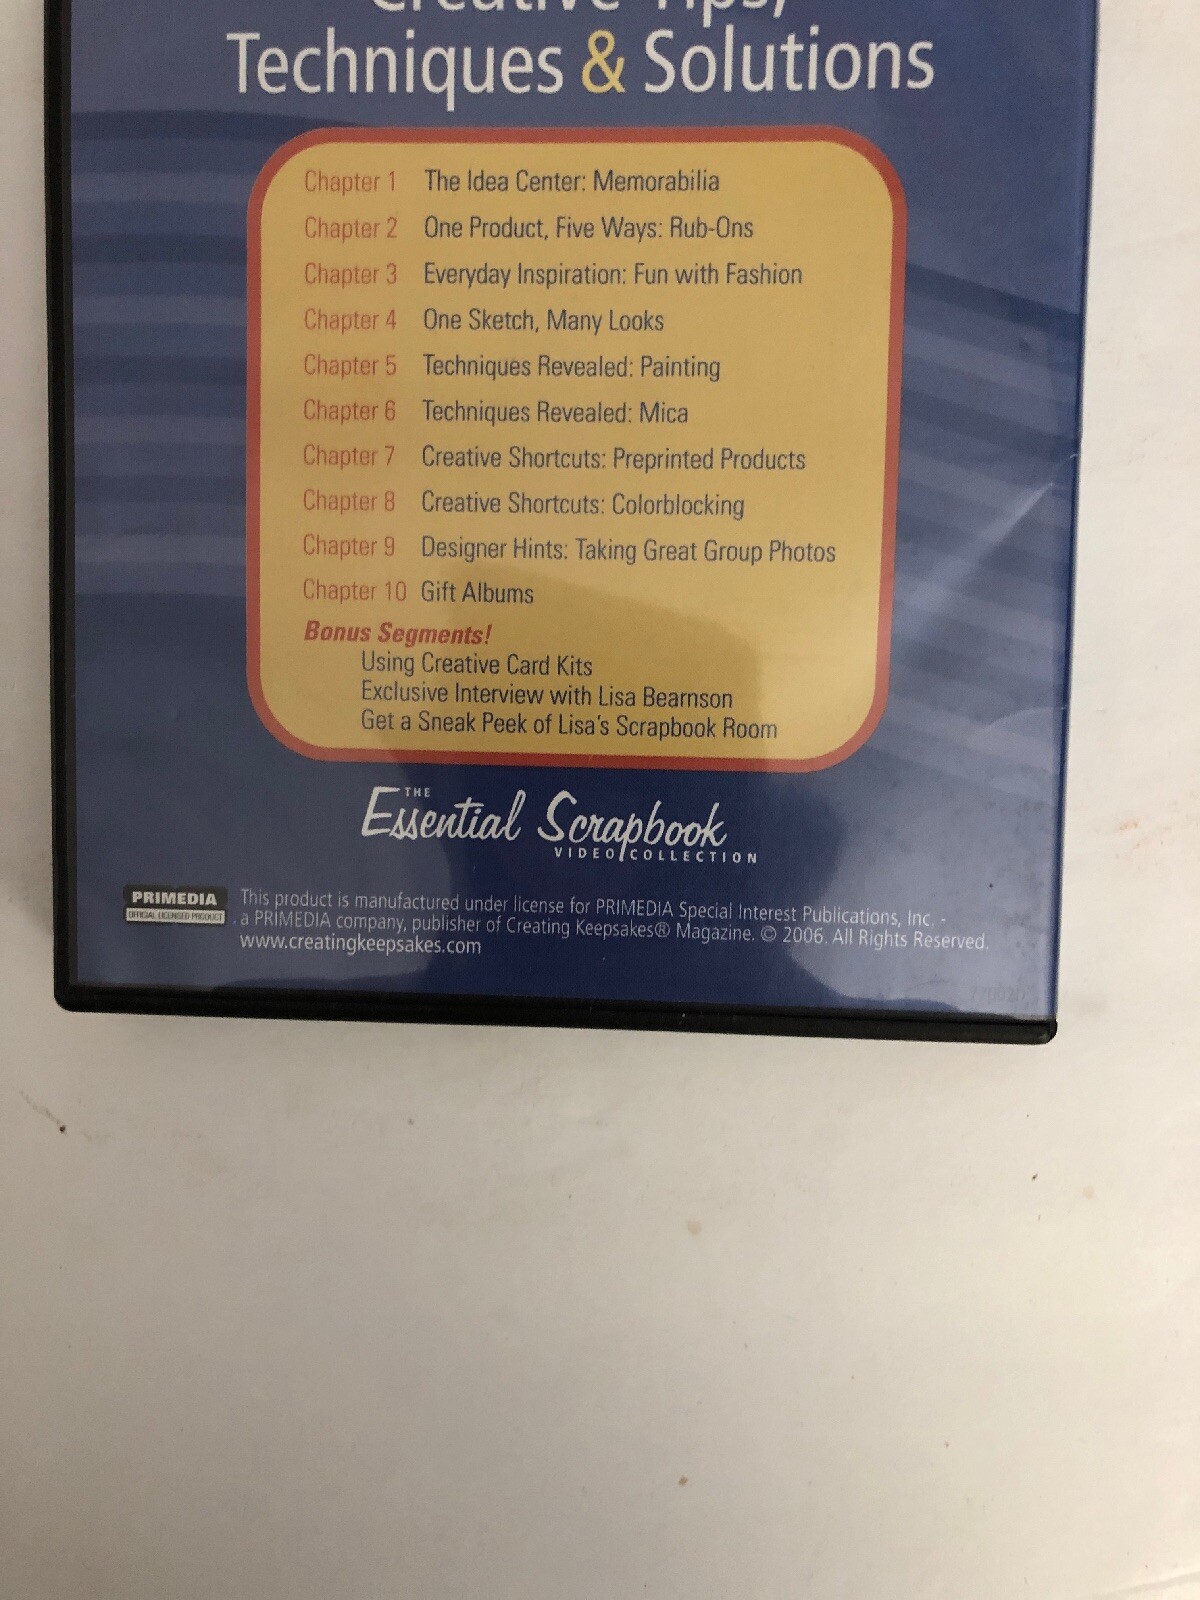 Creative Tips,
Techniques & Solutions
Chapter 1 The Idea Center: Memorabilia
Chapter 2 One Product, Five Ways: Rub-Ons
Chapter 3 Everyday Inspiration: Fun with Fashion
Chapter 4 One Sketch, Many Looks
Chapter 5 Techniques Revealed: Painting
Chapter 6 Techniques Revealed: Mica
Chapter 7 Creative Shortcuts: Preprinted Products
Chapter 8 Creative Shortcuts: Colorblocking
Chapter 9 Designer Hints: Taking Great Group Photos
Chapter 10 Gift Albums
Bonus Segments!
Using Creative Card Kits
Exclusive Interview with Lisa Bearnson
Get a Sneak Peek of Lisa's Scrapbook Room
THE
Essential Scrapbook
VIDEO COLLECTION
PRIMEDIA
OFFICIAL LICENSED PRODUCT
This product is manufactured under license for PRIMEDIA Special Interest Publications, Inc. -
a PRIMEDIA company, publisher of Creating Keepsakes® Magazine. © 2006. All Rights Reserved.
www.creatingkeepsakes.com